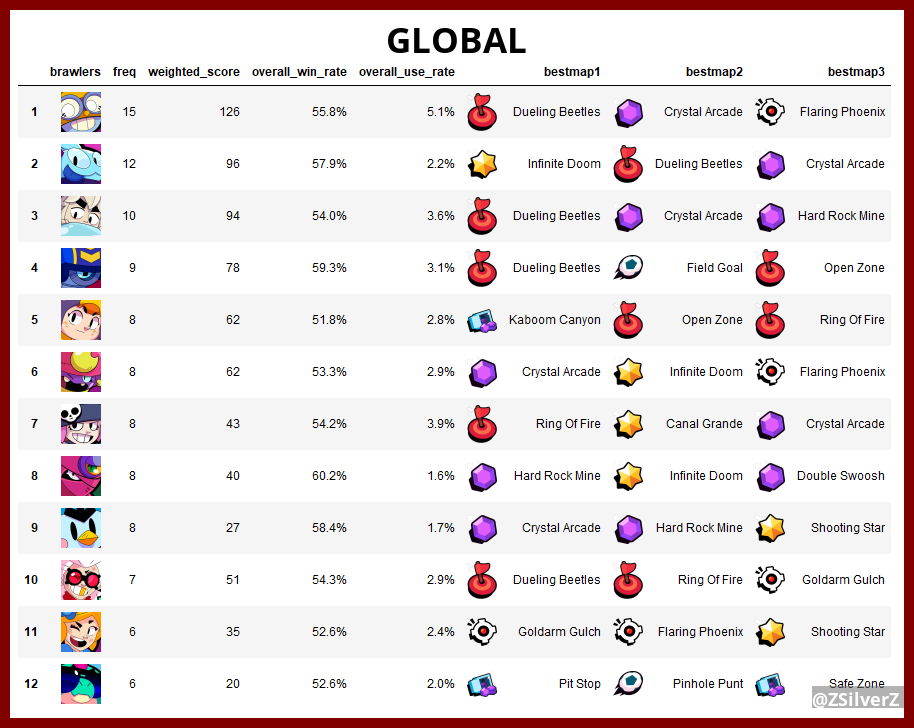 GLOBAL
brawlers freq weighted_score overall_win_rate overall_use_rate bestmap1 bestmap2 bestmap3
1 15 126 55.8% 5.1% Dueling Beetles Crystal Arcade Flaring Phoenix
2 12 96 57.9% 2.2% Infinite Doom Dueling Beetles Crystal Arcade
3 10 94 54.0% 3.6% Dueling Beetles Crystal Arcade Hard Rock Mine
4 9 78 59.3% 3.1% Dueling Beetles Field Goal Open Zone
5 8 62 51.8% 2.8% Kaboom Canyon Open Zone Ring Of Fire
6 8 62 53.3% 2.9% Crystal Arcade Infinite Doom Flaring Phoenix
7 8 43 54.2% 3.9% Ring Of Fire Canal Grande Crystal Arcade
8 8 40 60.2% 1.6% Hard Rock Mine Infinite Doom Double Swoosh
9 8 27 58.4% 1.7% Crystal Arcade Hard Rock Mine Shooting Star
10 7 51 54.3% 2.9% Dueling Beetles Ring Of Fire Goldarm Gulch
11 6 35 52.6% 2.4% Goldarm Gulch Flaring Phoenix Shooting Star
12 6 20 52.6% 2.0% Pit Stop Pinhole Punt Safe Zone
@ZSilverZ